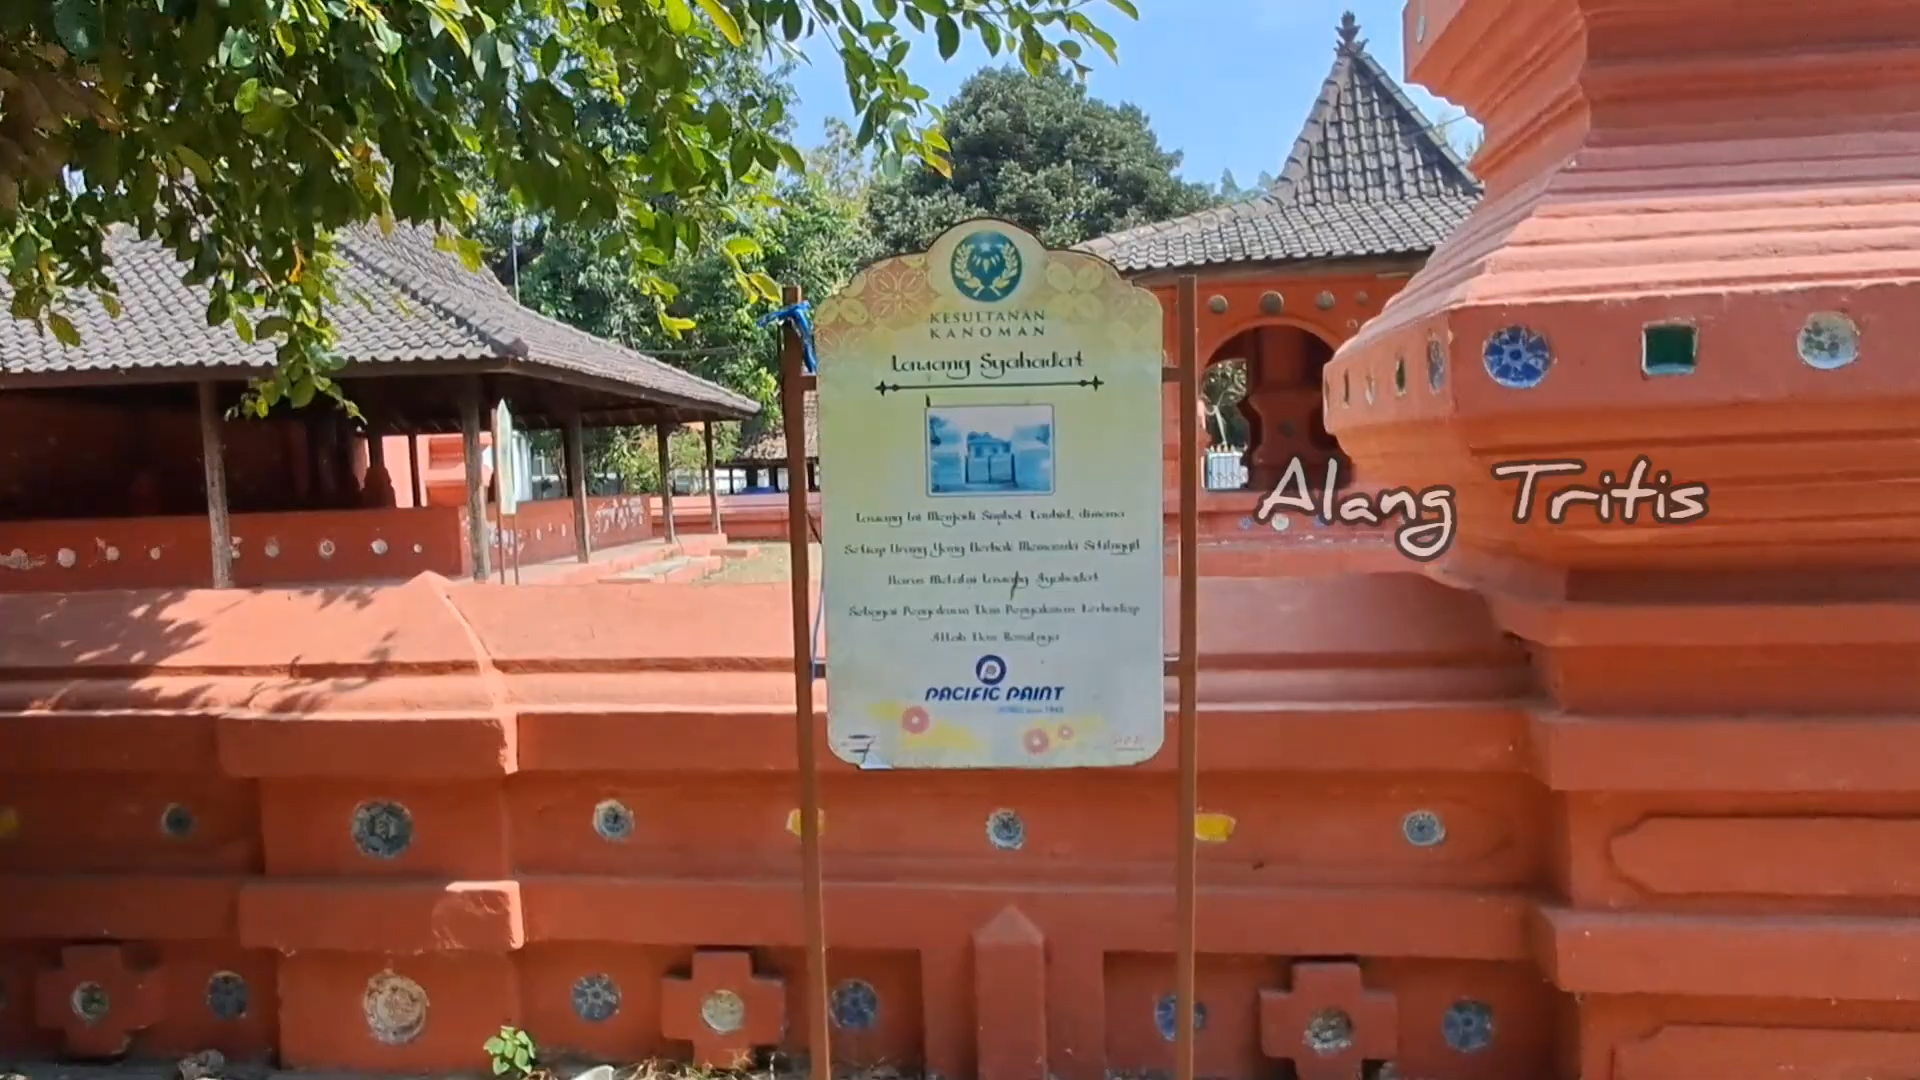 KESULTANAN
KANOMAN
Lawang Syahadat
Lawang Ini Menjadi Simbol Tauhid, dimana
Setiap Orang Yang Berhak Memasuki Sitihnggil
Harus Melalui Lawang Syahadat
Sebagai Pengakuan Dan Penyaksian Terhadap
Allah Dan Rasulnya
PACIFIC PAINT
Alang Tritis